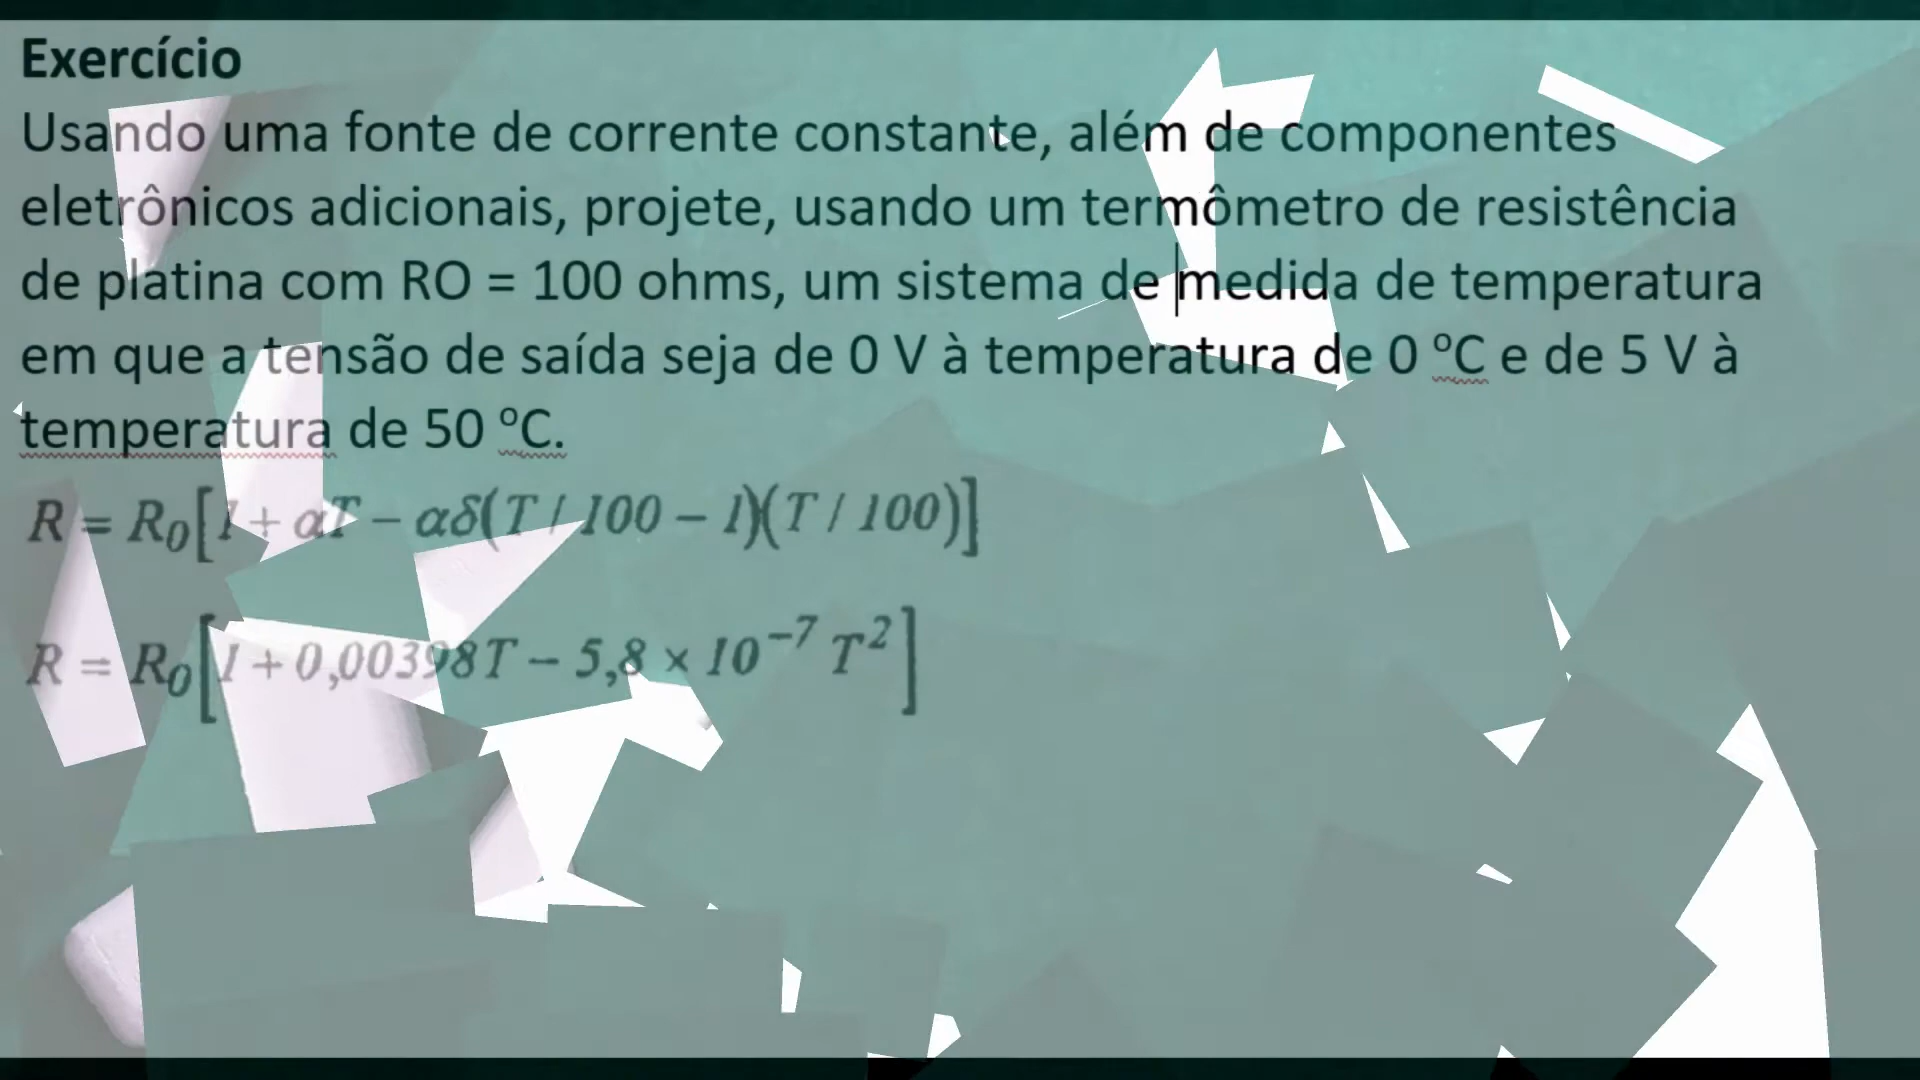 Exercício
Usando uma fonte de corrente constante, além de componentes
eletrônicos adicionais, projete, usando um termômetro de resistência
de platina com RO = 100 ohms, um sistema de medida de temperatura
em que a tensão de saída seja de 0 V à temperatura de 0 ºC e de 5 V à
temperatura de 50 ºC.
R = R₀[1 + αT − αδ(T / 100 − 1)(T / 100)]
R = R₀[1 + 0,00398T − 5,8 × 10⁻⁷ T²]